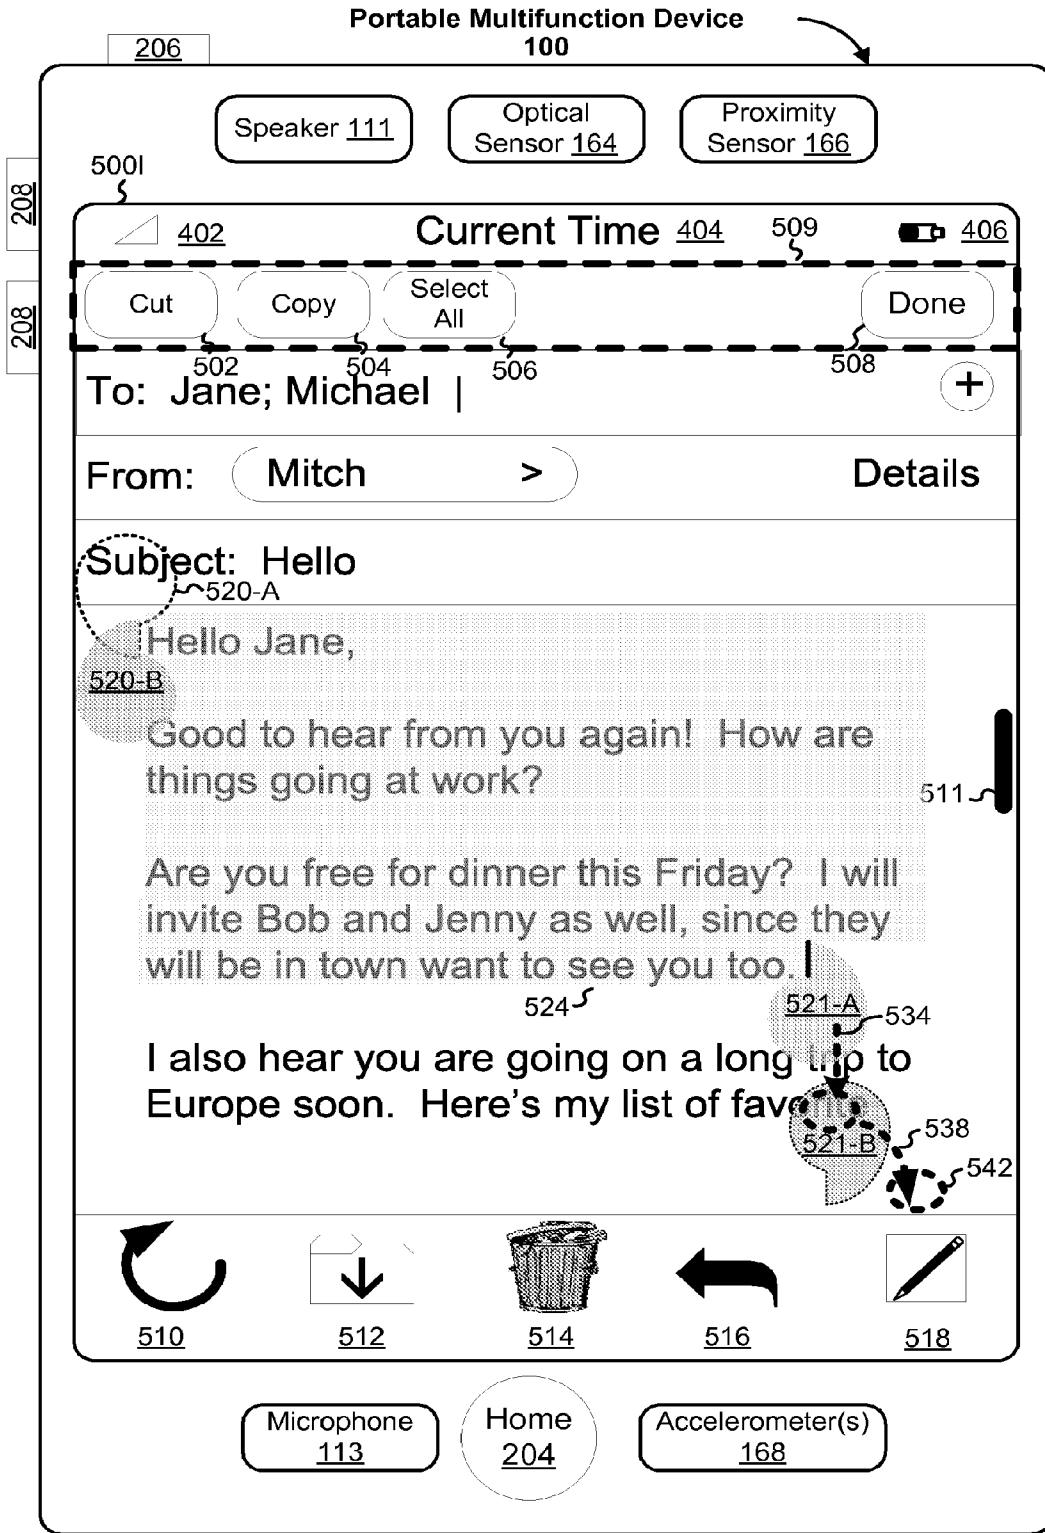 Portable Multifunction Device
100
206
Speaker 111
Optical
Sensor 164
Proximity
Sensor 166
500I
208
208
402
Current Time 404
509
406
Cut
Copy
Select
All
Done
502
504
506
508
To: Jane; Michael |
+
From: Mitch >
Details
Subject: Hello
520-A
Hello Jane,
520-B
Good to hear from you again! How are
things going at work?
511
Are you free for dinner this Friday? I will
invite Bob and Jenny as well, since they
will be in town want to see you too.
524
521-A
534
I also hear you are going on a long trip to
Europe soon. Here's my list of
521-B
538
542
510
512
514
516
518
Microphone
113
Home
204
Accelerometer(s)
168